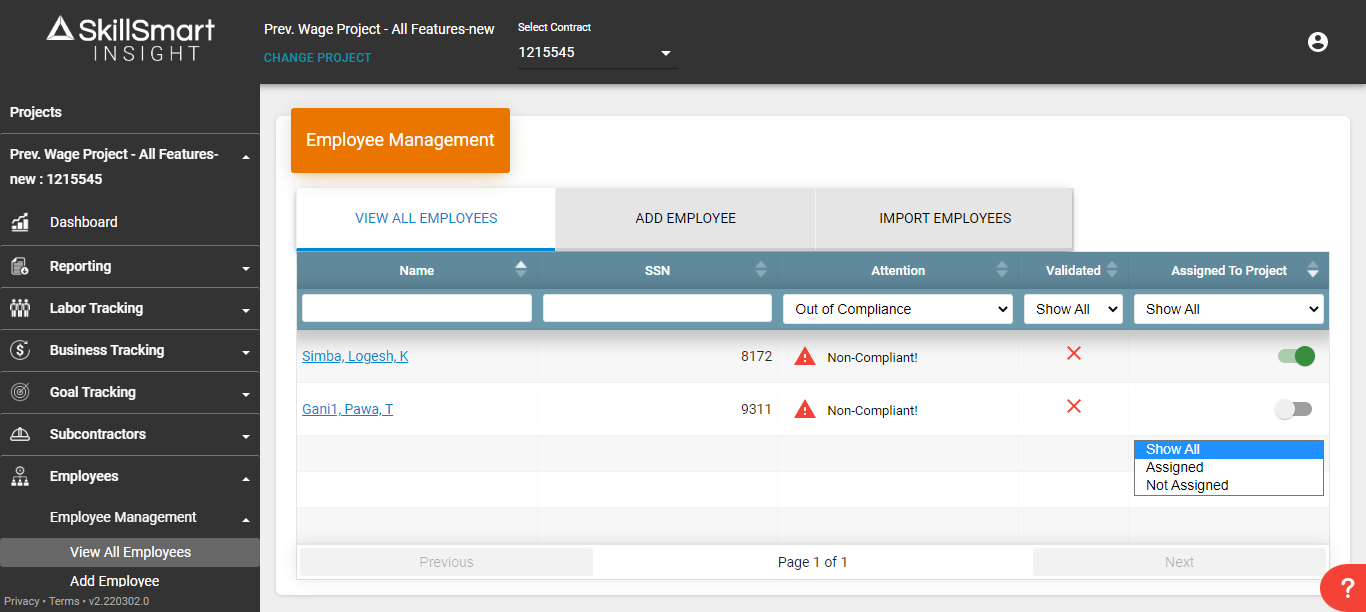 SkillSmart
INSIGHT
Prev. Wage Project - All Features-new
CHANGE PROJECT
Select Contract
1215545
Projects
Prev. Wage Project - All Features-
new : 1215545
Dashboard
Reporting
Labor Tracking
Business Tracking
Goal Tracking
Subcontractors
Employees
Employee Management
View All Employees
Add Employee
Privacy • Terms • v2.220302.0
Employee Management
VIEW ALL EMPLOYEES
ADD EMPLOYEE
IMPORT EMPLOYEES
Name SSN Attention Validated Assigned To Project
Out of Compliance Show All Show All
Simba, Logesh, K 8172 Non-Compliant!
Gani1, Pawa, T 9311 Non-Compliant!
Show All
Assigned
Not Assigned
Previous Page 1 of 1 Next
?